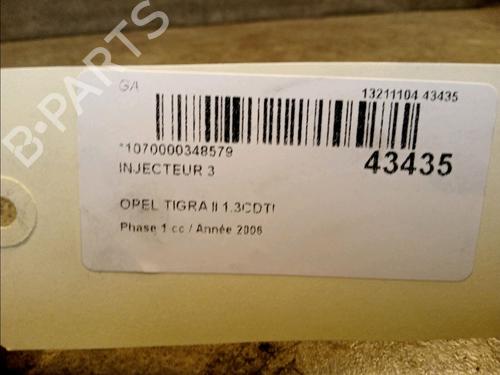 GA
13211104 43435
*1070000348579
43435
INJECTEUR 3
OPEL TIGRA II 1.3CDTI
Phase 1 cc / Année 2006
B-PARTS